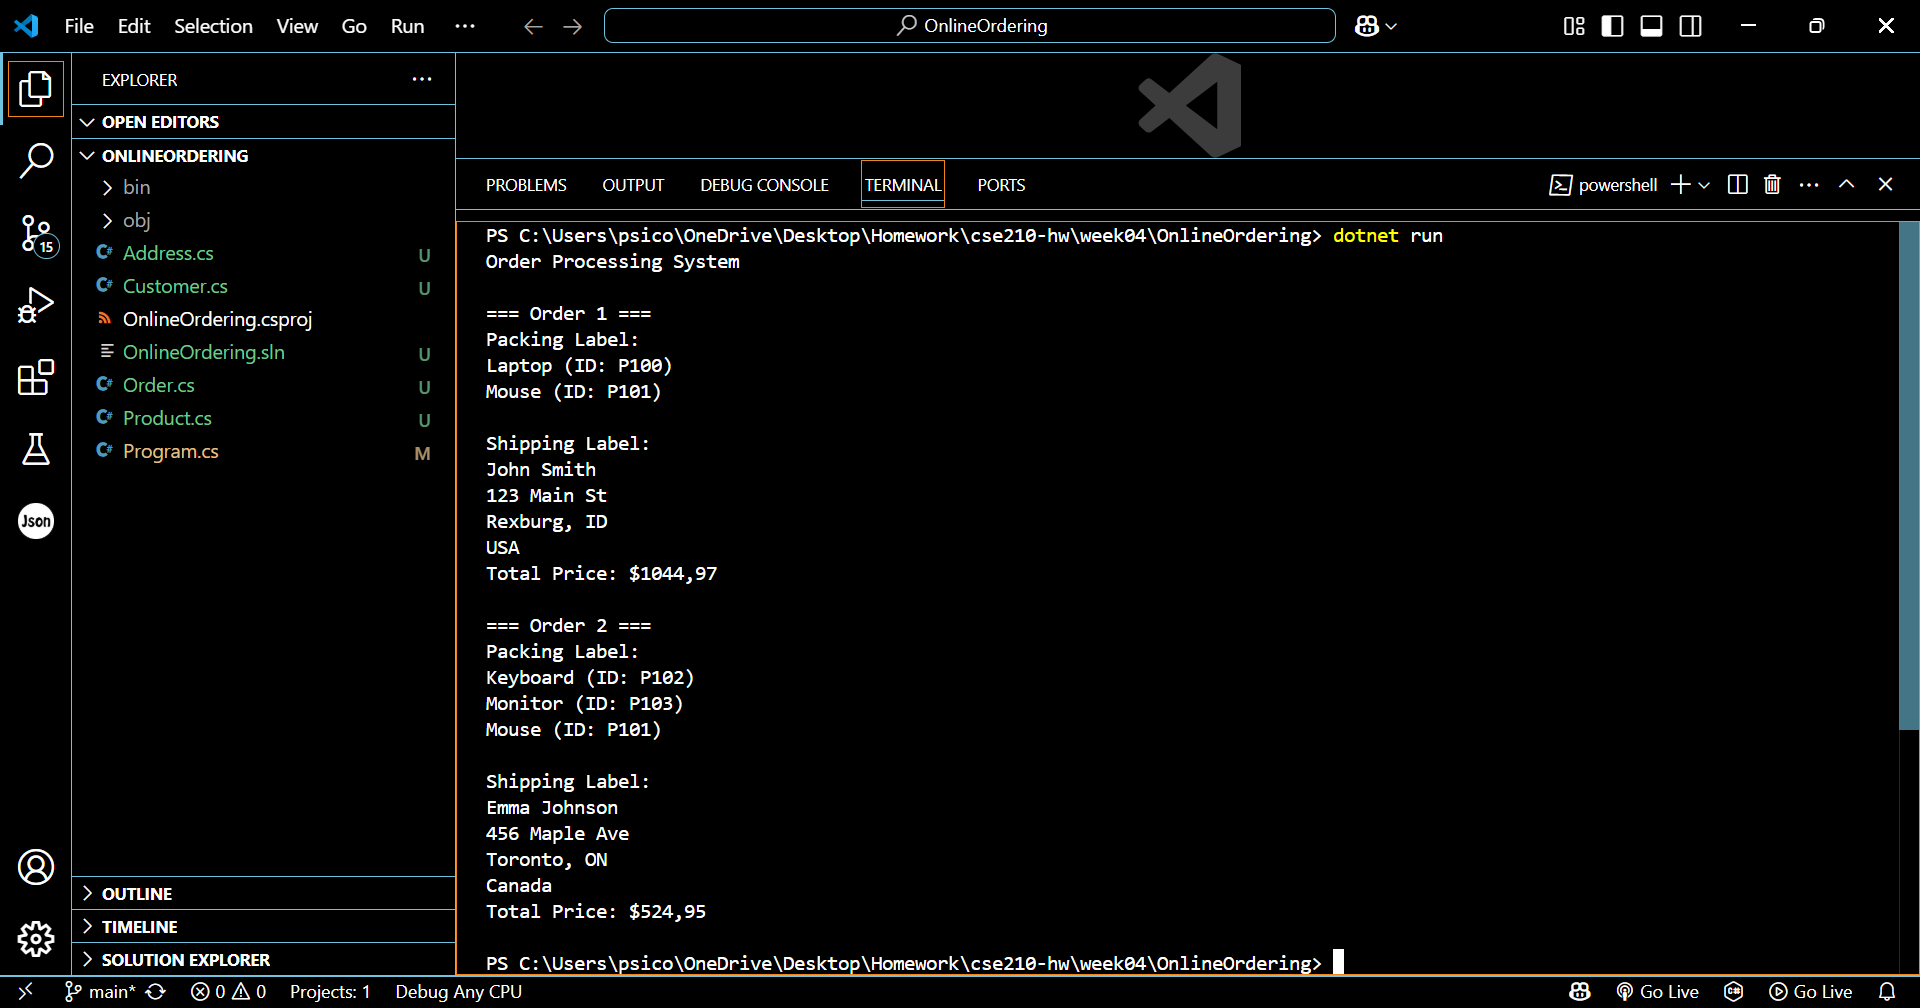 File Edit Selection View Go Run ···
OnlineOrdering
EXPLORER ···
OPEN EDITORS
ONLINEORDERING
bin
obj
C# Address.cs U
C# Customer.cs U
OnlineOrdering.csproj
OnlineOrdering.sln U
C# Order.cs U
C# Product.cs U
C# Program.cs M
15
Json
OUTLINE
TIMELINE
SOLUTION EXPLORER
PROBLEMS OUTPUT DEBUG CONSOLE TERMINAL PORTS
powershell
PS C:\Users\psico\OneDrive\Desktop\Homework\cse210-hw\week04\OnlineOrdering> dotnet run
Order Processing System
=== Order 1 ===
Packing Label:
Laptop (ID: P100)
Mouse (ID: P101)
Shipping Label:
John Smith
123 Main St
Rexburg, ID
USA
Total Price: $1044,97
=== Order 2 ===
Packing Label:
Keyboard (ID: P102)
Monitor (ID: P103)
Mouse (ID: P101)
Shipping Label:
Emma Johnson
456 Maple Ave
Toronto, ON
Canada
Total Price: $524,95
PS C:\Users\psico\OneDrive\Desktop\Homework\cse210-hw\week04\OnlineOrdering>
main* 0 0 Projects: 1 Debug Any CPU Go Live Go Live